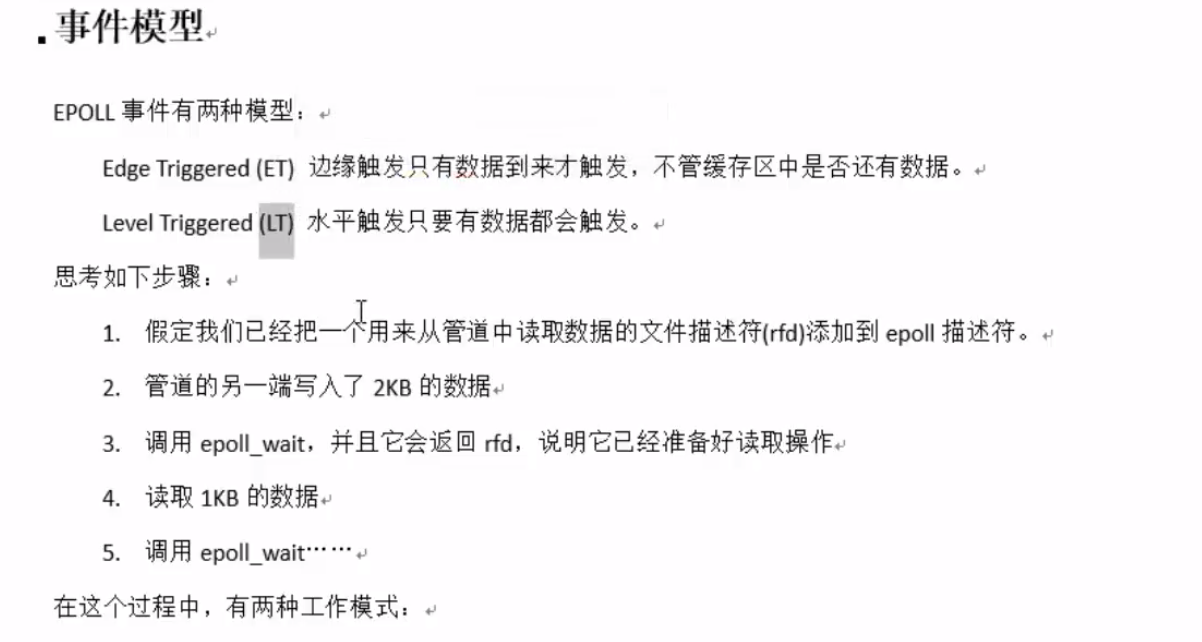 事件模型
EPOLL 事件有两种模型：
Edge Triggered (ET) 边缘触发只有数据到来才触发，不管缓存区中是否还有数据。
Level Triggered (LT) 水平触发只要有数据都会触发。
思考如下步骤：
1. 假定我们已经把一个用来从管道中读取数据的文件描述符(rfd)添加到 epoll 描述符。
2. 管道的另一端写入了 2KB 的数据
3. 调用 epoll_wait，并且它会返回 rfd，说明它已经准备好读取操作
4. 读取 1KB 的数据
5. 调用 epoll_wait……
在这个过程中，有两种工作模式：